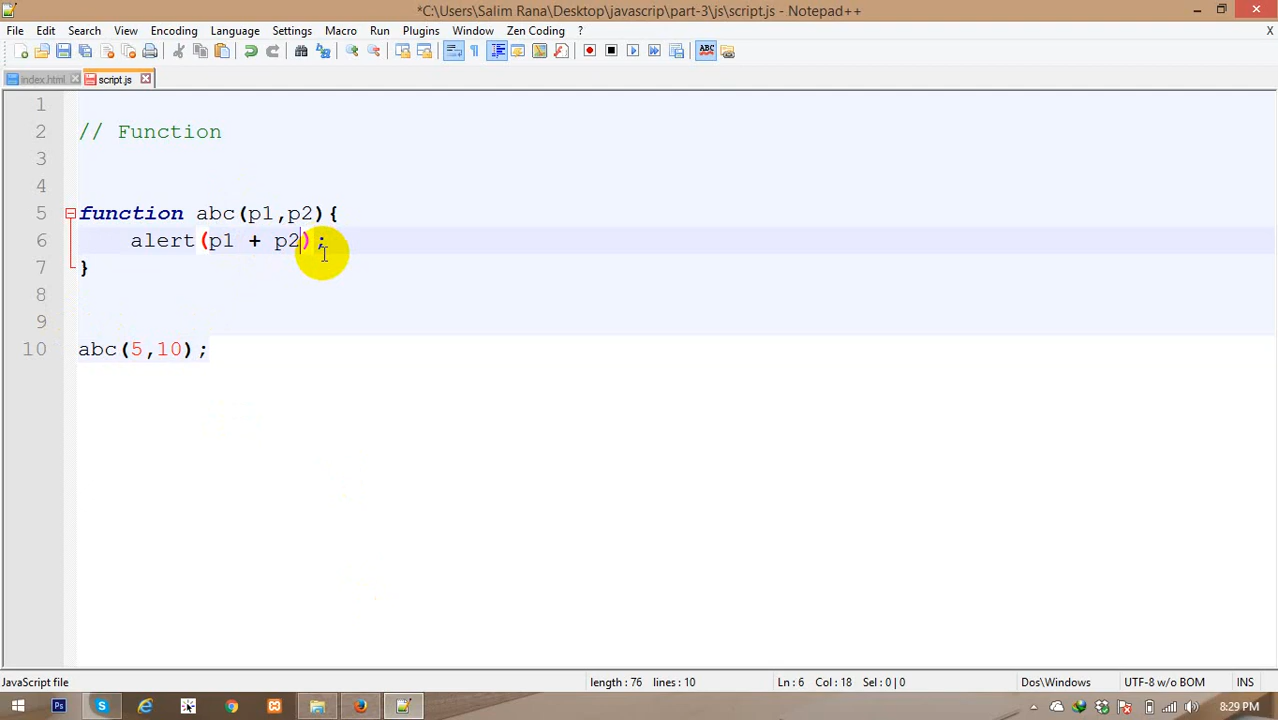 *C:\Users\Salim Rana\Desktop\javascrip\part-3\js\script.js - Notepad++
File Edit Search View Encoding Language Settings Macro Run Plugins Window Zen Coding ? X
index.html script.js
1
2 // Function
3
4
5 function abc(p1,p2){
6 alert(p1 + p2);
7 }
8
9
10 abc(5,10);
JavaScript file length : 76 lines : 10 Ln : 6 Col : 18 Sel : 0 | 0 Dos\Windows UTF-8 w/o BOM INS
8:29 PM